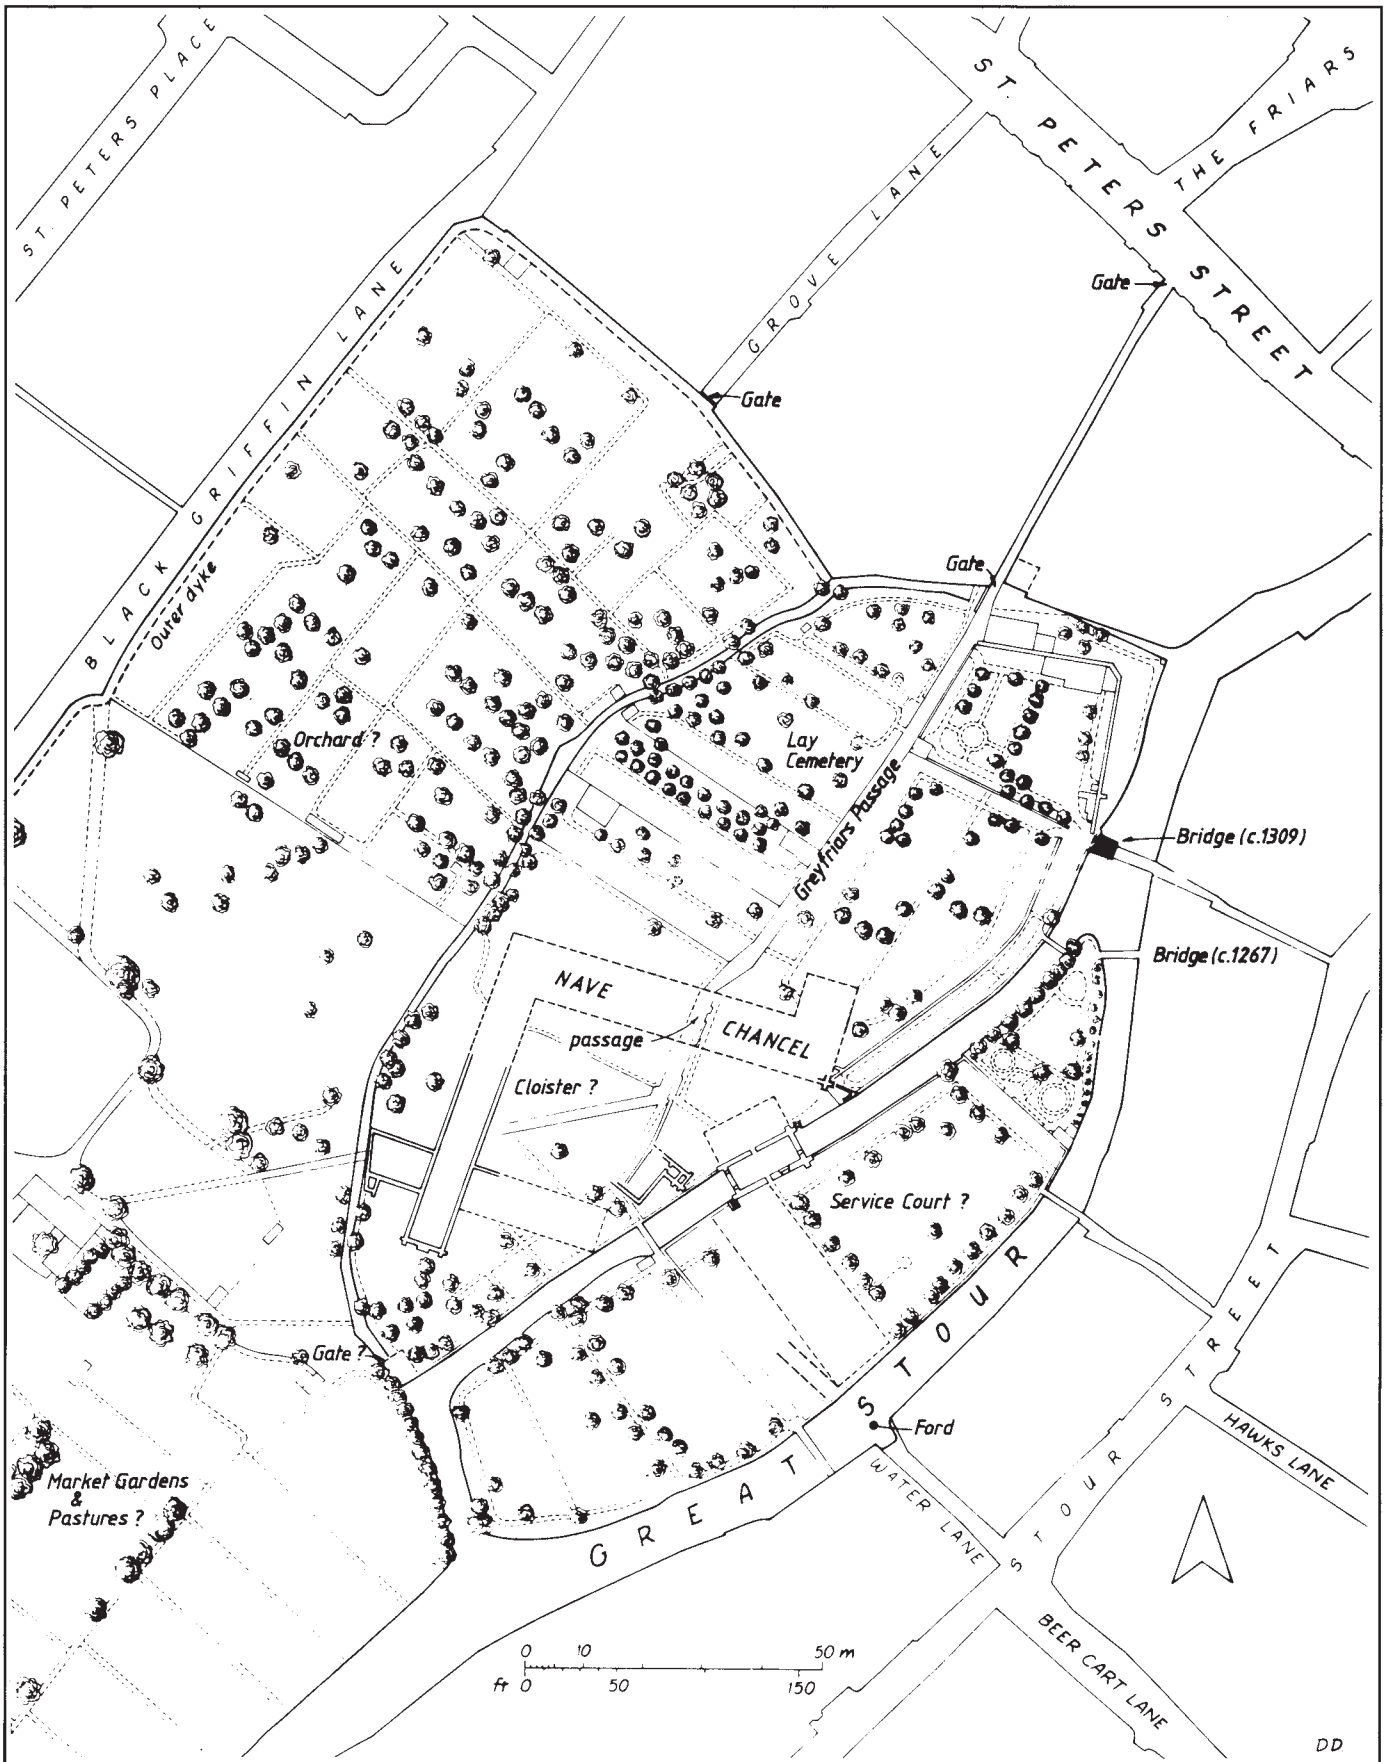 ST. PETERS PLACE
ST. PETERS STREET
THE FRIARS
GROVE LANE
Gate
Gate
BLACK GRIFFIN LANE
Outer dyke
Gate
Orchard ?
Lay
Cemetery
Greyfriars Passage
Bridge (c.1309)
Bridge (c.1267)
NAVE
passage
CHANCEL
Cloister ?
Service Court ?
Gate ?
GREAT STOUR
Ford
STOUR STREET
HAWKS LANE
WATER LANE
Market Gardens
&
Pastures ?
BEER CART LANE
0 10 50 m
ft 0 50 150
DD